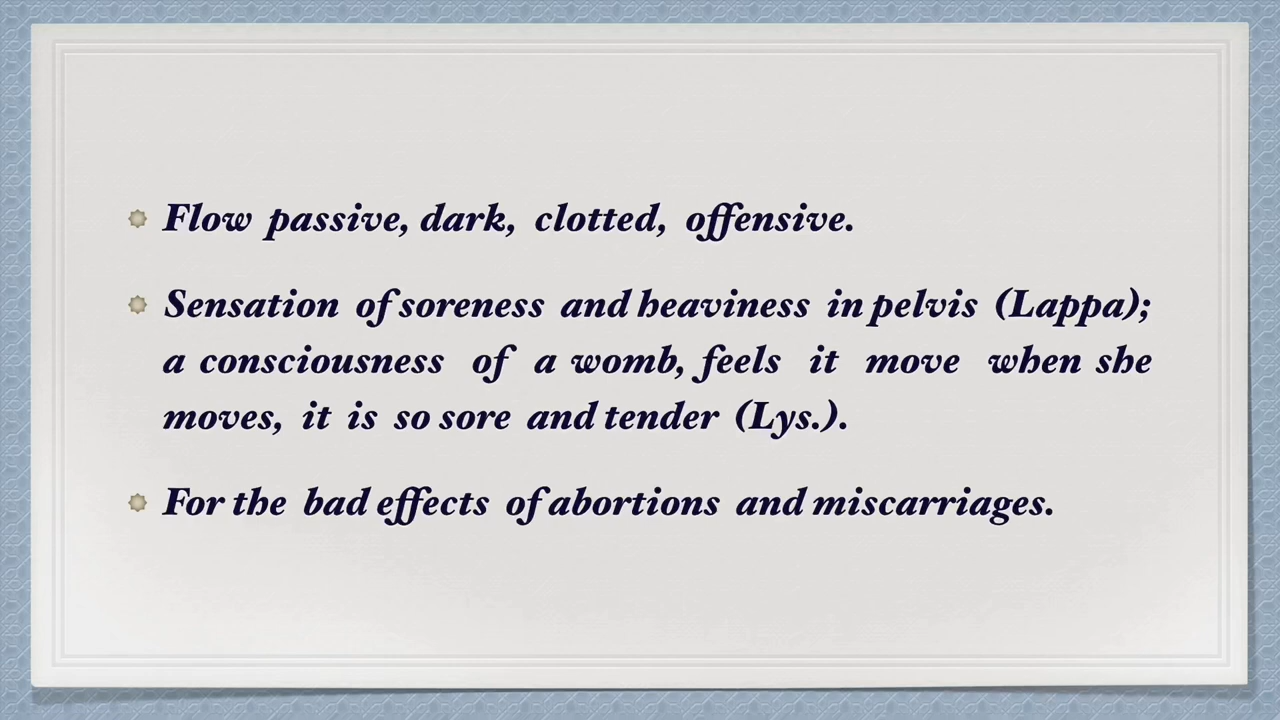 Flow passive, dark, clotted, offensive.
Sensation of soreness and heaviness in pelvis (Lappa);
a consciousness of a womb, feels it move when she
moves, it is so sore and tender (Lys.).
For the bad effects of abortions and miscarriages.